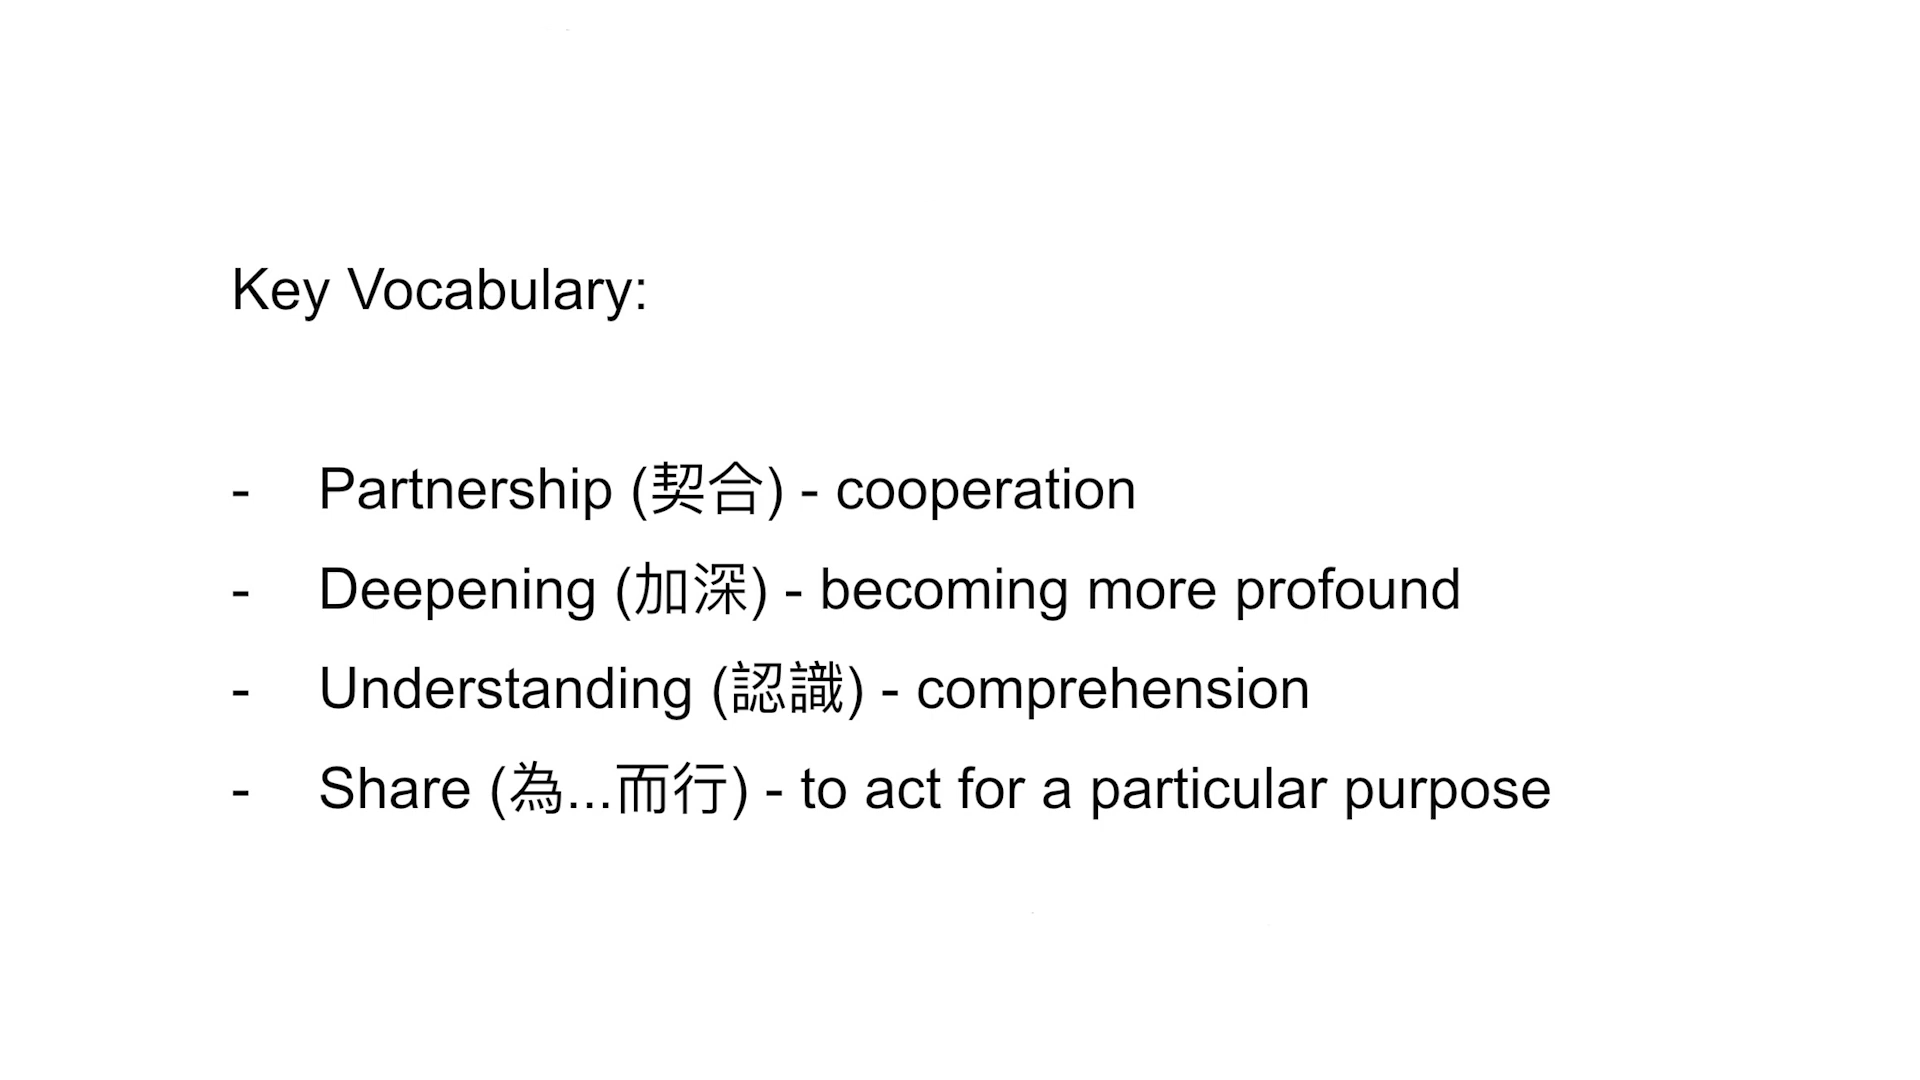 Key Vocabulary:
- Partnership (契合) - cooperation
- Deepening (加深) - becoming more profound
- Understanding (認識) - comprehension
- Share (為...而行) - to act for a particular purpose